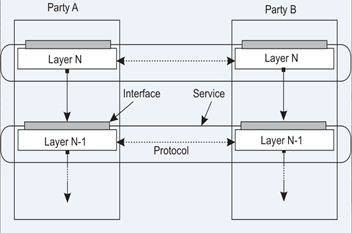 Party A
Party B
Layer N
Layer N
Interface
Service
Layer N-1
Layer N-1
Protocol